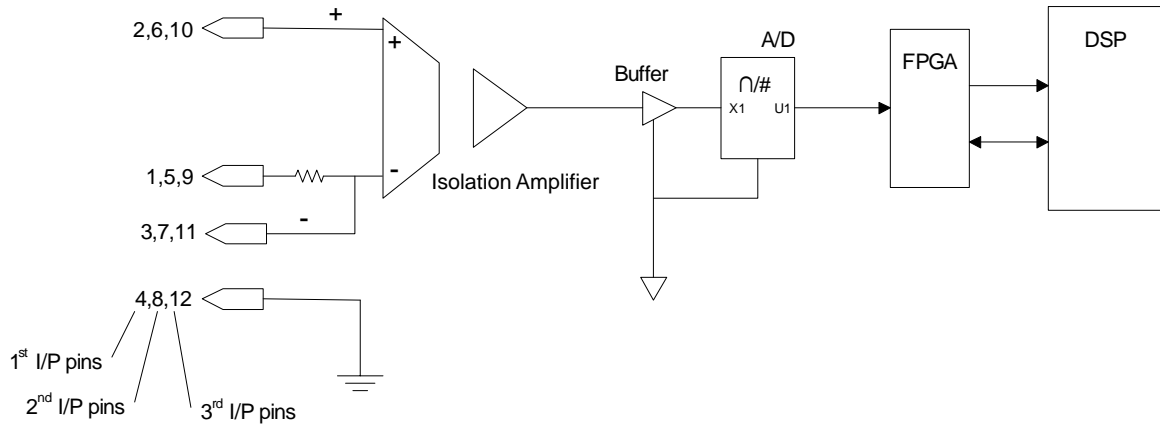 2,6,10
+
+
1,5,9
-
3,7,11
-
4,8,12
1st I/P pins
2nd I/P pins
3rd I/P pins
Isolation Amplifier
Buffer
A/D
∩/#
X1 U1
FPGA
DSP